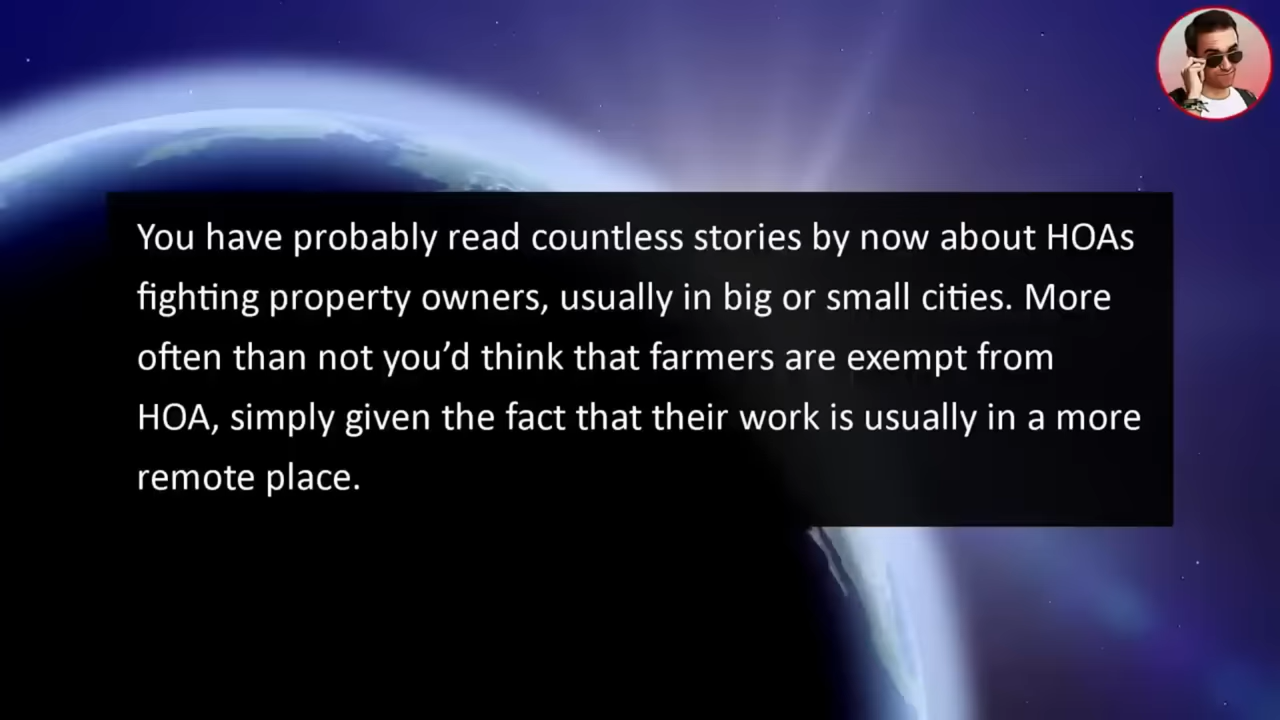 You have probably read countless stories by now about HOAs
fighting property owners, usually in big or small cities. More
often than not you’d think that farmers are exempt from
HOA, simply given the fact that their work is usually in a more
remote place.